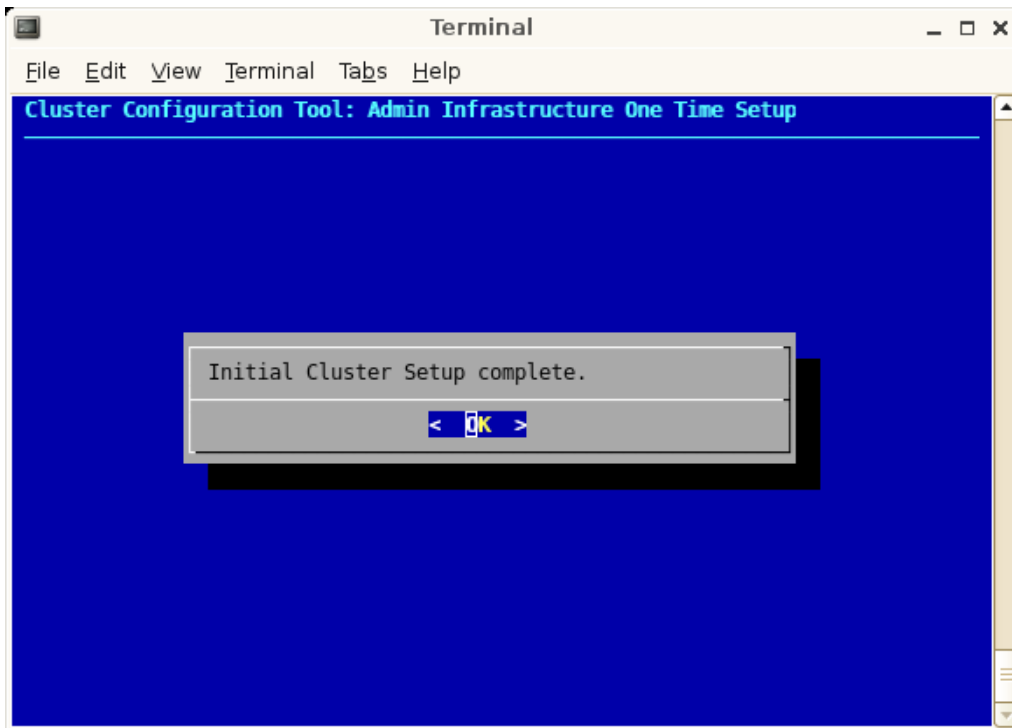 Terminal
File Edit View Terminal Tabs Help
Cluster Configuration Tool: Admin Infrastructure One Time Setup
Initial Cluster Setup complete.
< OK >